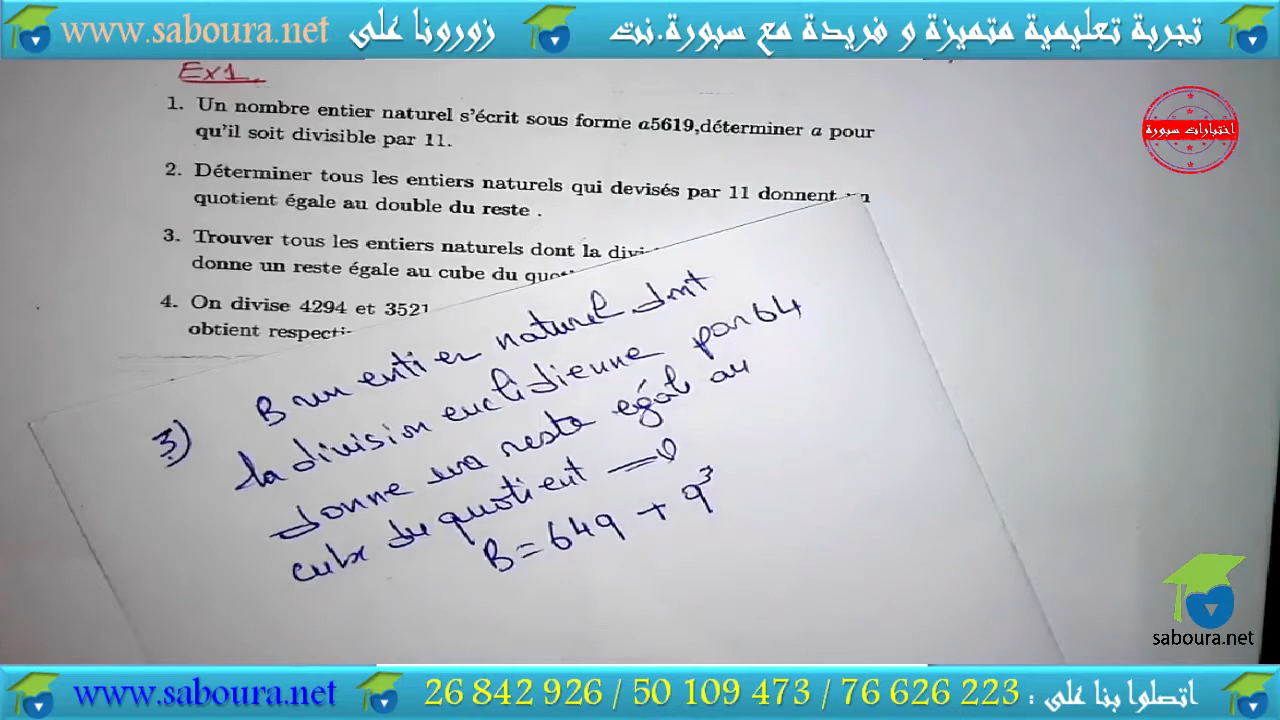 www.saboura.net زورونا على تجربة تعليمية متميزة و فريدة مع سبورة.نت
Ex1.
1. Un nombre entier naturel s'écrit sous forme a5619,déterminer a pour
qu'il soit divisible par 11.
2. Déterminer tous les entiers naturels qui devisés par 11 donnent un
quotient égale au double du reste .
3. Trouver tous les entiers naturels dont la
donne un reste égale au cube du
4. On divise 4294 et 3521
obtient
اختبارات سبورة
3) B un entier naturel dont
la division euclidienne par 64
donne un reste egál au
cube du quotient
B = 64q + q³
saboura.net
www.saboura.net 26 842 926 / 50 109 473 / 76 626 223 : اتصلوا بنا على